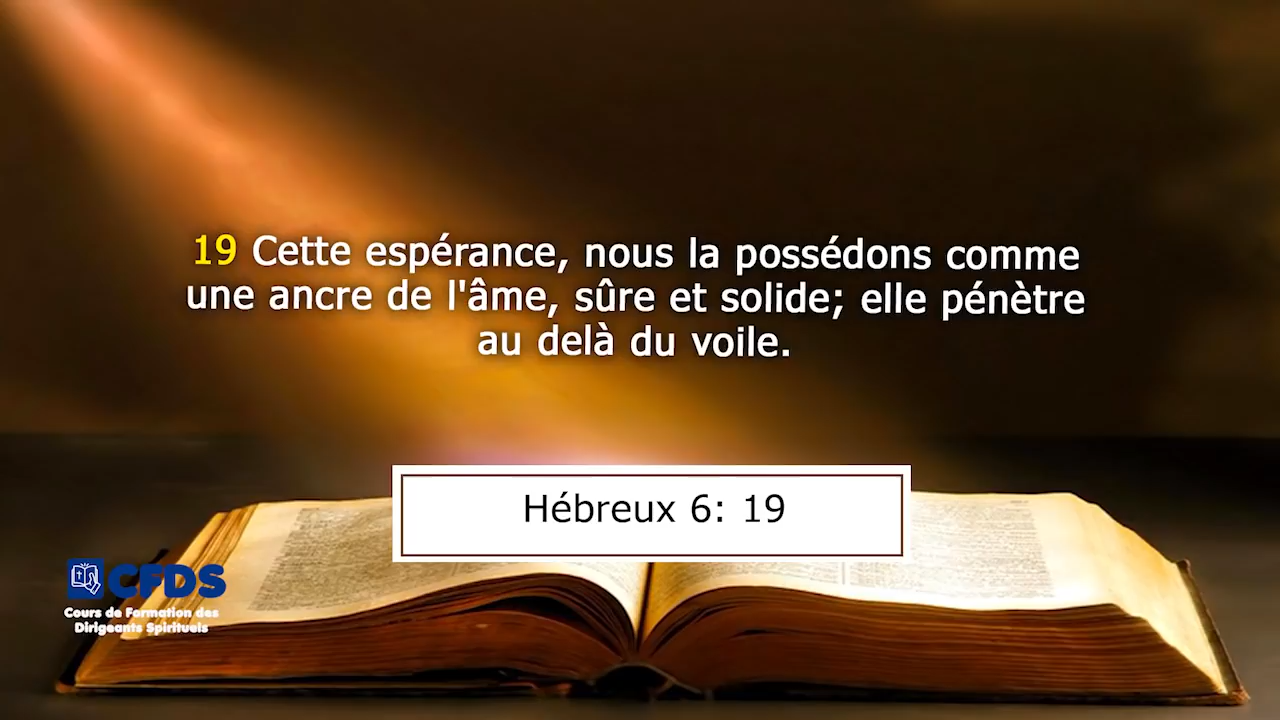 19 Cette espérance, nous la possédons comme
une ancre de l'âme, sûre et solide; elle pénètre
au delà du voile.
Hébreux 6: 19
CFDS
Cours de Formation des
Dirigeants Spirituels